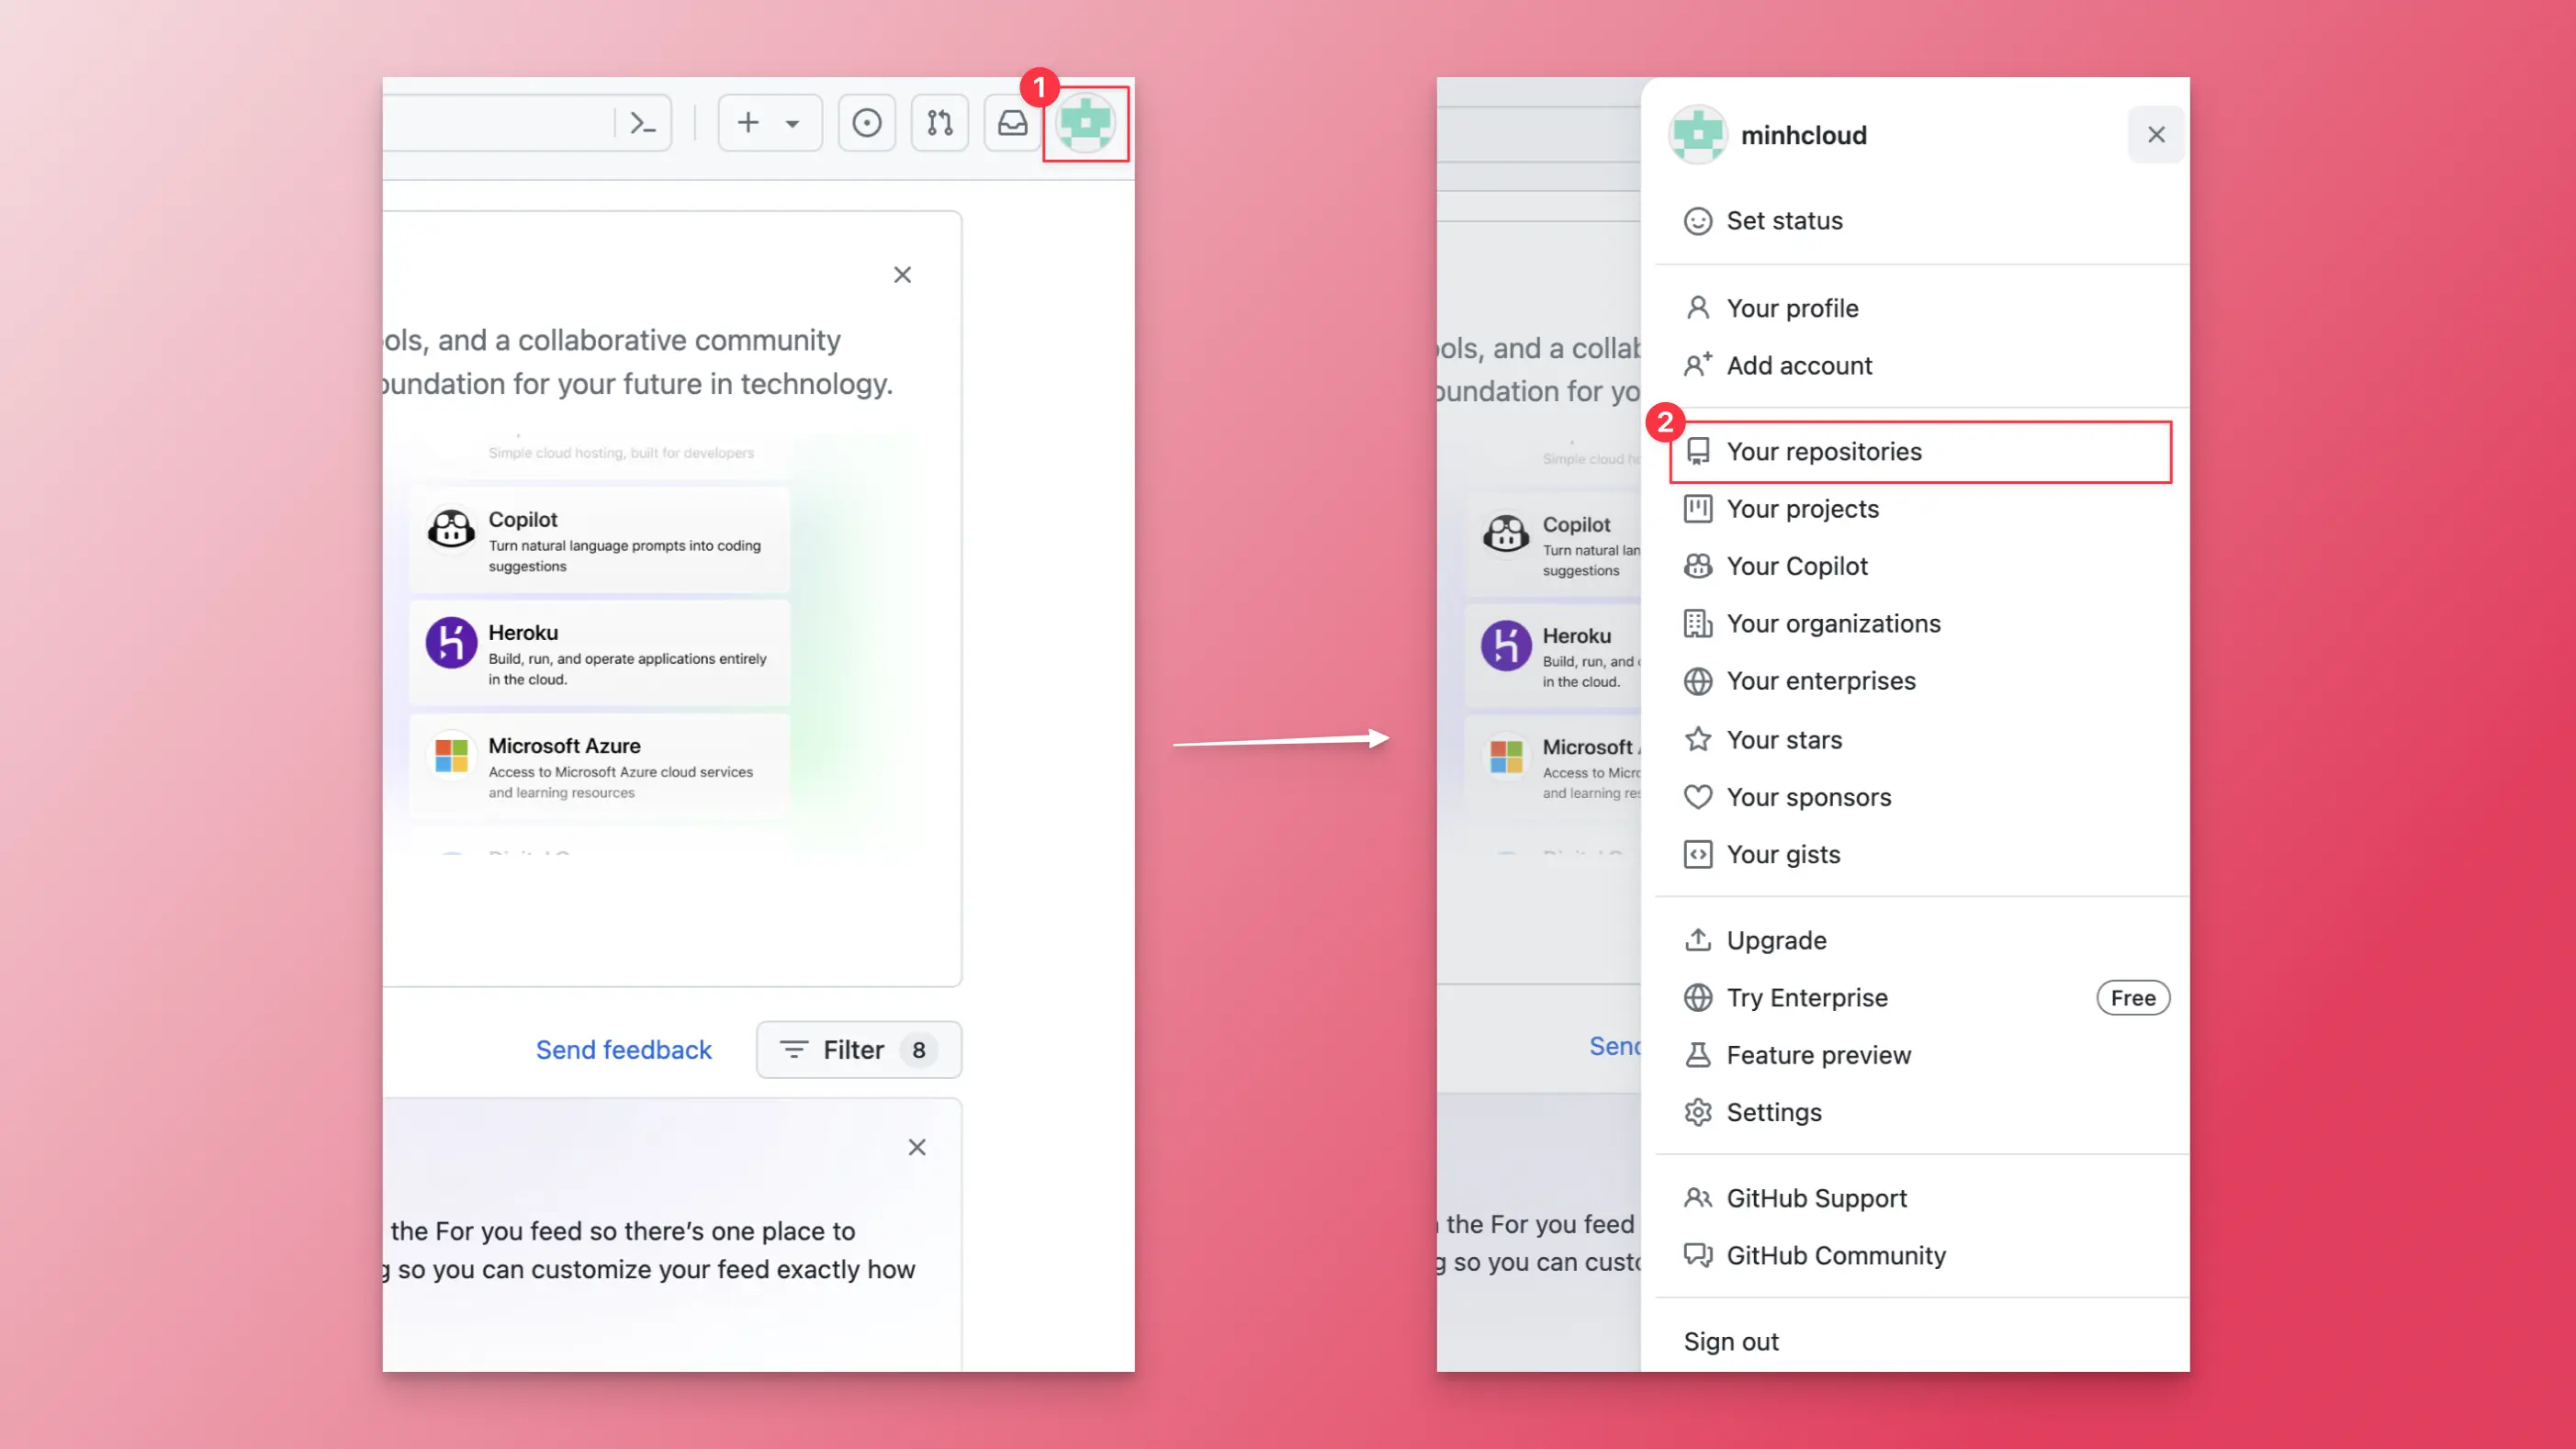 1
ols, and a collaborative community
oundation for your future in technology.
Simple cloud hosting, built for developers
Copilot
Turn natural language prompts into coding
suggestions
Heroku
Build, run, and operate applications entirely
in the cloud.
Microsoft Azure
Access to Microsoft Azure cloud services
and learning resources
Send feedback
Filter 8
the For you feed so there's one place to
g so you can customize your feed exactly how
ools, and a collab
oundation for yo
Simple cloud ho
Copilot
Turn natural lan
suggestions
Heroku
Build, run, and
in the cloud.
Microsoft
Access to Micro
and learning res
Send
the For you feed
g so you can custo
minhcloud
Set status
Your profile
Add account
2
Your repositories
Your projects
Your Copilot
Your organizations
Your enterprises
Your stars
Your sponsors
Your gists
Upgrade
Try Enterprise Free
Feature preview
Settings
GitHub Support
GitHub Community
Sign out